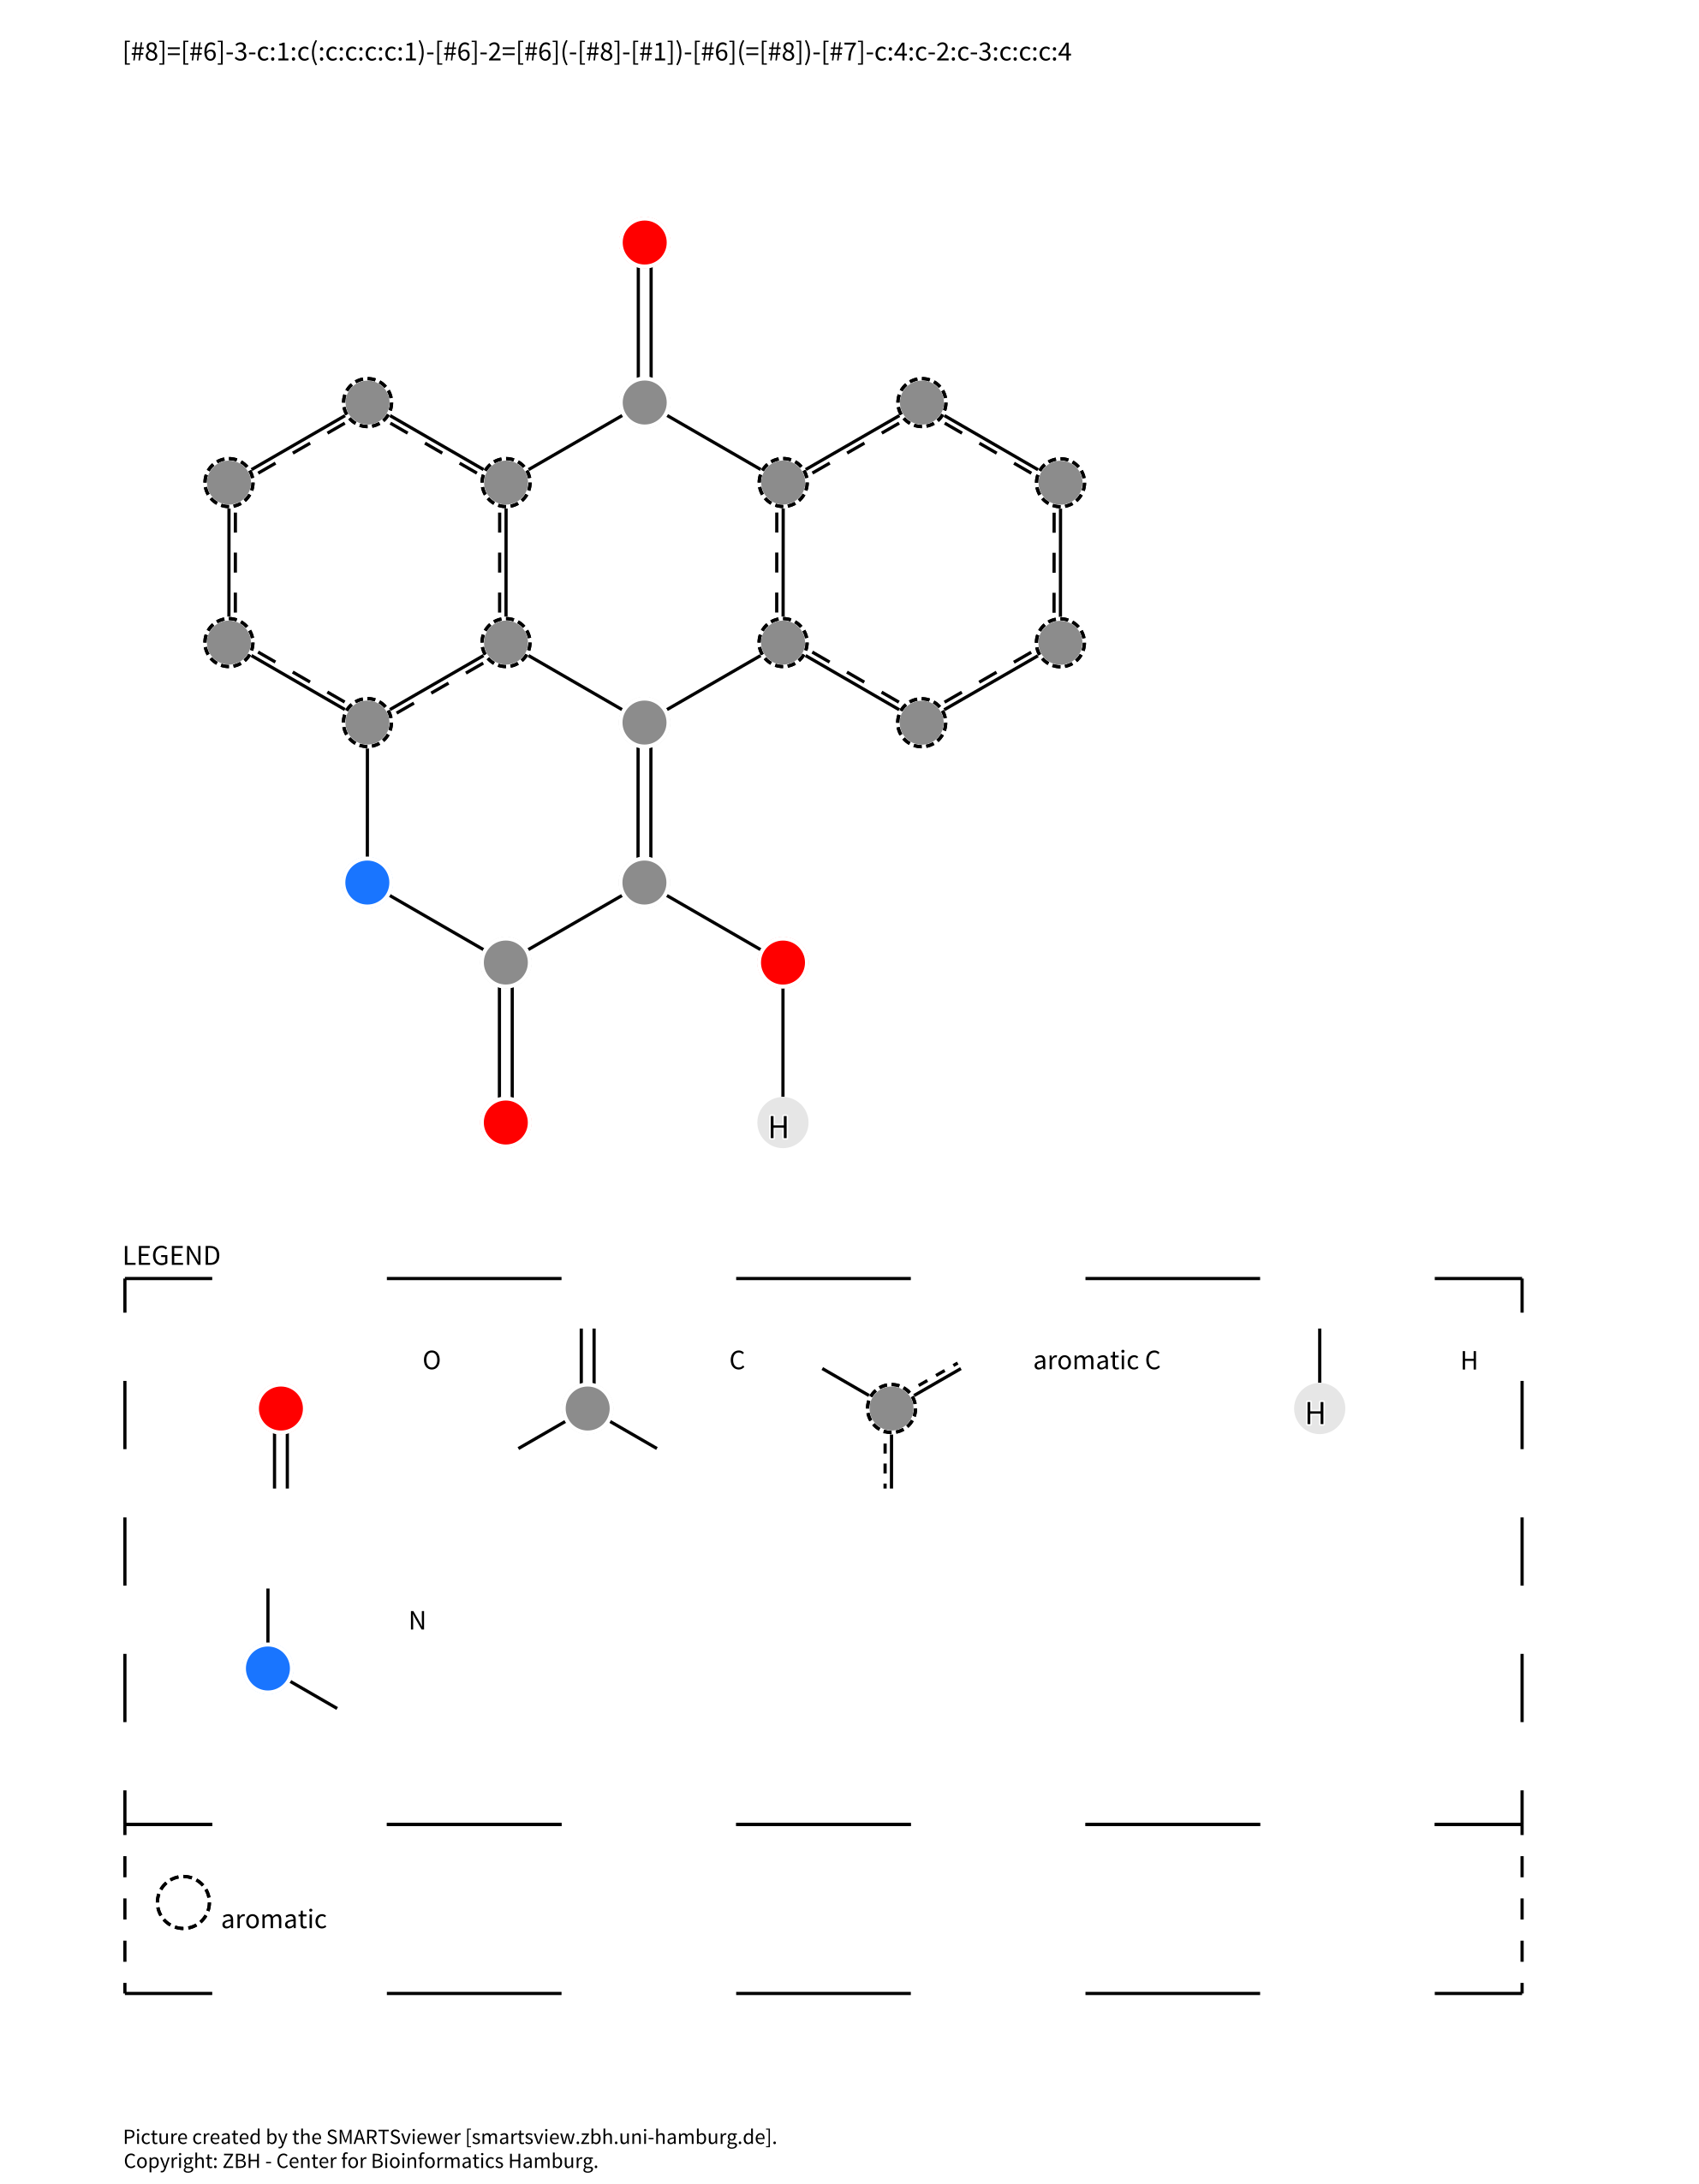 [#8]=[#6]-3-c:1:c(:c:c:c:c:1)-[#6]-2=[#6](-[#8]-[#1])-[#6](=[#8])-[#7]-c:4:c-2:c-3:c:c:c:4
H
LEGEND
O C aromatic C H
H
N
aromatic
Picture created by the SMARTSviewer [smartsview.zbh.uni-hamburg.de].
Copyright: ZBH - Center for Bioinformatics Hamburg.